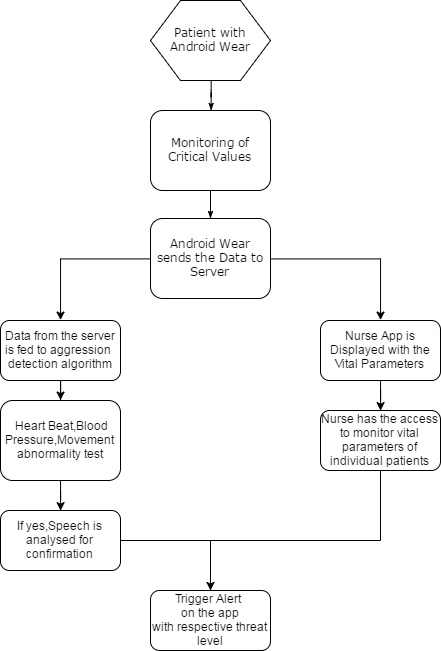 Patient with
Android Wear
Monitoring of
Critical Values
Android Wear
sends the Data to
Server
Data from the server
is fed to aggression
detection algorithm
Nurse App is
Displayed with the
Vital Parameters
Heart Beat,Blood
Pressure,Movement
abnormality test
Nurse has the access
to monitor vital
parameters of
individual patients
If yes,Speech is
analysed for
confirmation
Trigger Alert
on the app
with respective threat
level